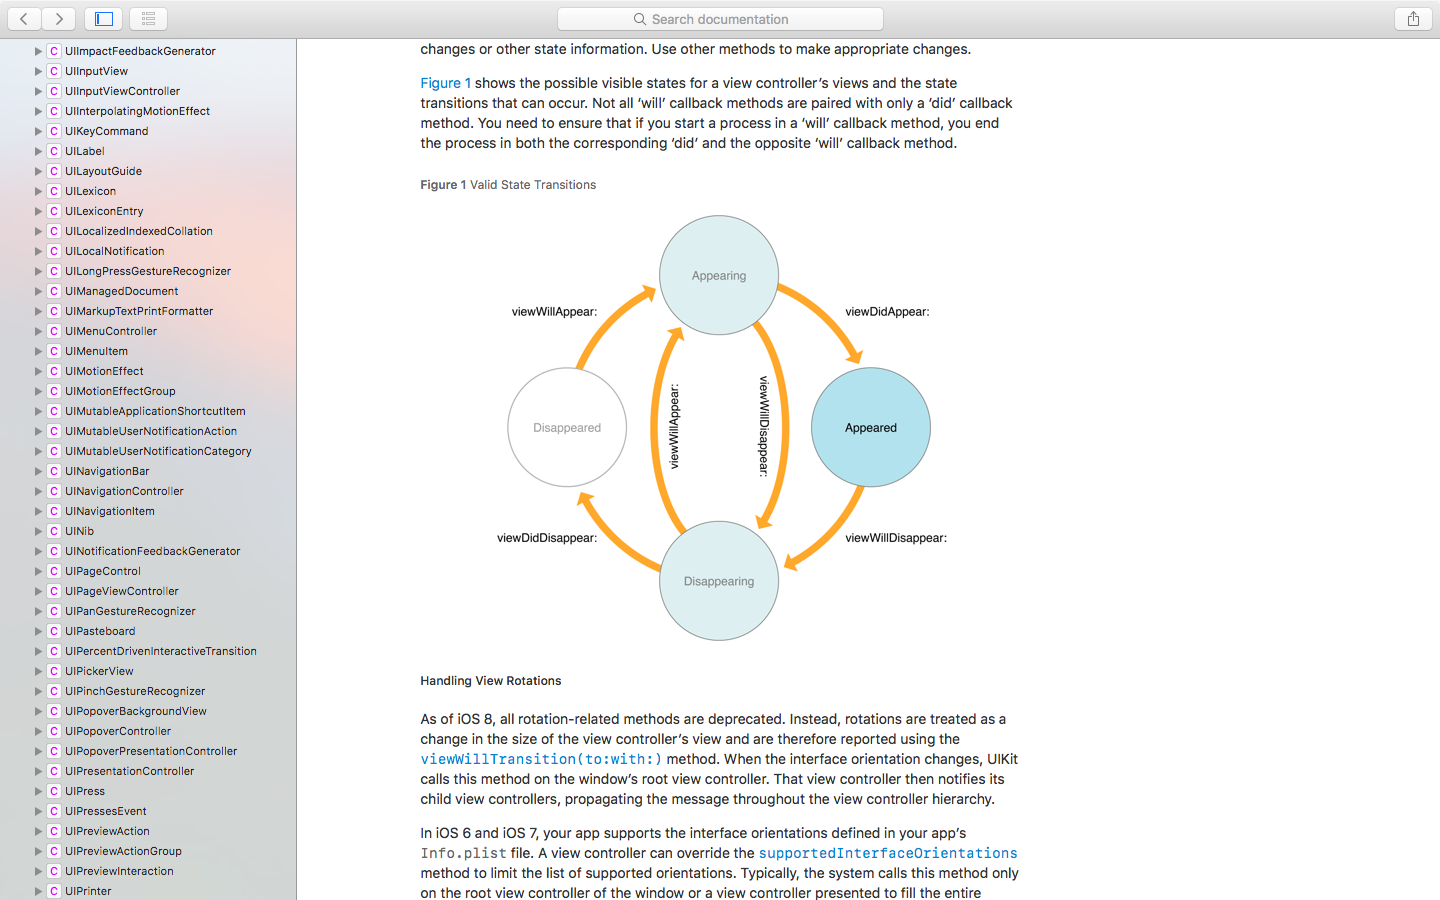 Search documentation
UIImpactFeedbackGenerator
UIInputView
UIInputViewController
UIInterpolatingMotionEffect
UIKeyCommand
UILabel
UILayoutGuide
UILexicon
UILexiconEntry
UILocalizedIndexedCollation
UILocalNotification
UILongPressGestureRecognizer
UIManagedDocument
UIMarkupTextPrintFormatter
UIMenuController
UIMenuItem
UIMotionEffect
UIMotionEffectGroup
UIMutableApplicationShortcutItem
UIMutableUserNotificationAction
UIMutableUserNotificationCategory
UINavigationBar
UINavigationController
UINavigationItem
UINib
UINotificationFeedbackGenerator
UIPageControl
UIPageViewController
UIPanGestureRecognizer
UIPasteboard
UIPercentDrivenInteractiveTransition
UIPickerView
UIPinchGestureRecognizer
UIPopoverBackgroundView
UIPopoverController
UIPopoverPresentationController
UIPresentationController
UIPress
UIPressesEvent
UIPreviewAction
UIPreviewActionGroup
UIPreviewInteraction
UIPrinter
changes or other state information. Use other methods to make appropriate changes.
Figure 1 shows the possible visible states for a view controller’s views and the state
transitions that can occur. Not all ‘will’ callback methods are paired with only a ‘did’ callback
method. You need to ensure that if you start a process in a ‘will’ callback method, you end
the process in both the corresponding ‘did’ and the opposite ‘will’ callback method.
Figure 1 Valid State Transitions
Appearing
viewWillAppear:
viewDidAppear:
Disappeared
viewWillAppear:
viewWillDisappear:
Appeared
viewDidDisappear:
viewWillDisappear:
Disappearing
Handling View Rotations
As of iOS 8, all rotation-related methods are deprecated. Instead, rotations are treated as a
change in the size of the view controller’s view and are therefore reported using the
viewWillTransition(to:with:) method. When the interface orientation changes, UIKit
calls this method on the window’s root view controller. That view controller then notifies its
child view controllers, propagating the message throughout the view controller hierarchy.
In iOS 6 and iOS 7, your app supports the interface orientations defined in your app’s
Info.plist file. A view controller can override the supportedInterfaceOrientations
method to limit the list of supported orientations. Typically, the system calls this method only
on the root view controller of the window or a view controller presented to fill the entire